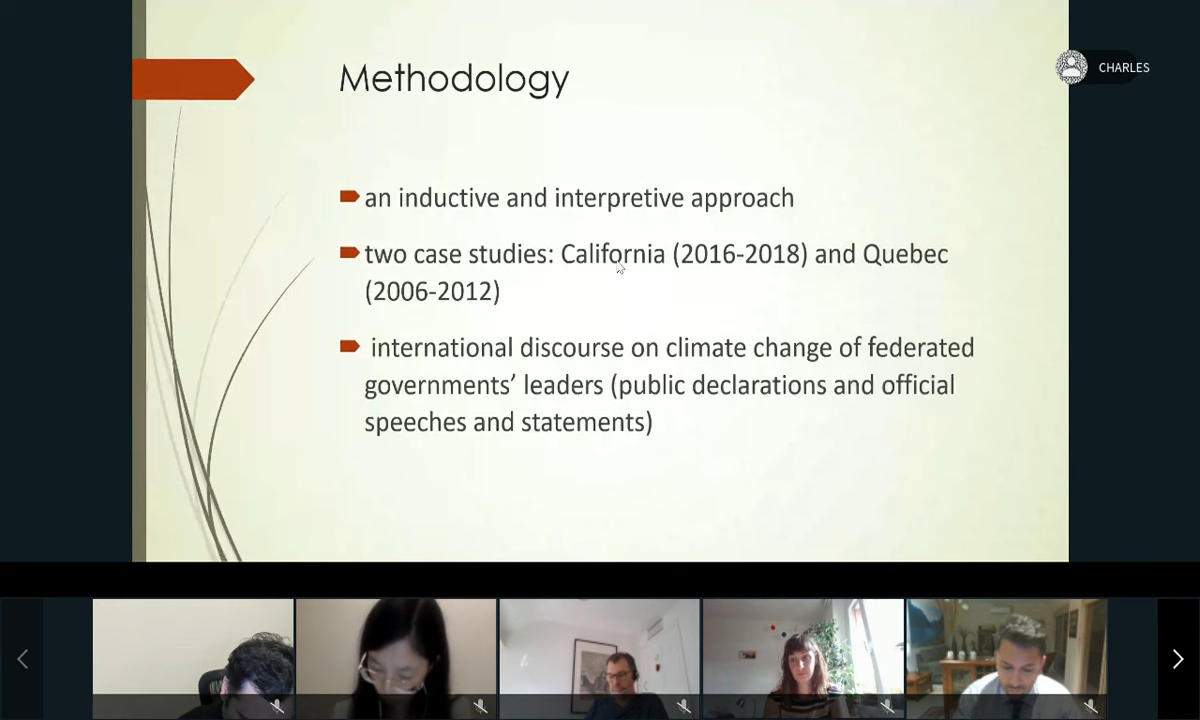 Methodology
CHARLES
an inductive and interpretive approach
two case studies: California (2016-2018) and Quebec
(2006-2012)
international discourse on climate change of federated
governments’ leaders (public declarations and official
speeches and statements)